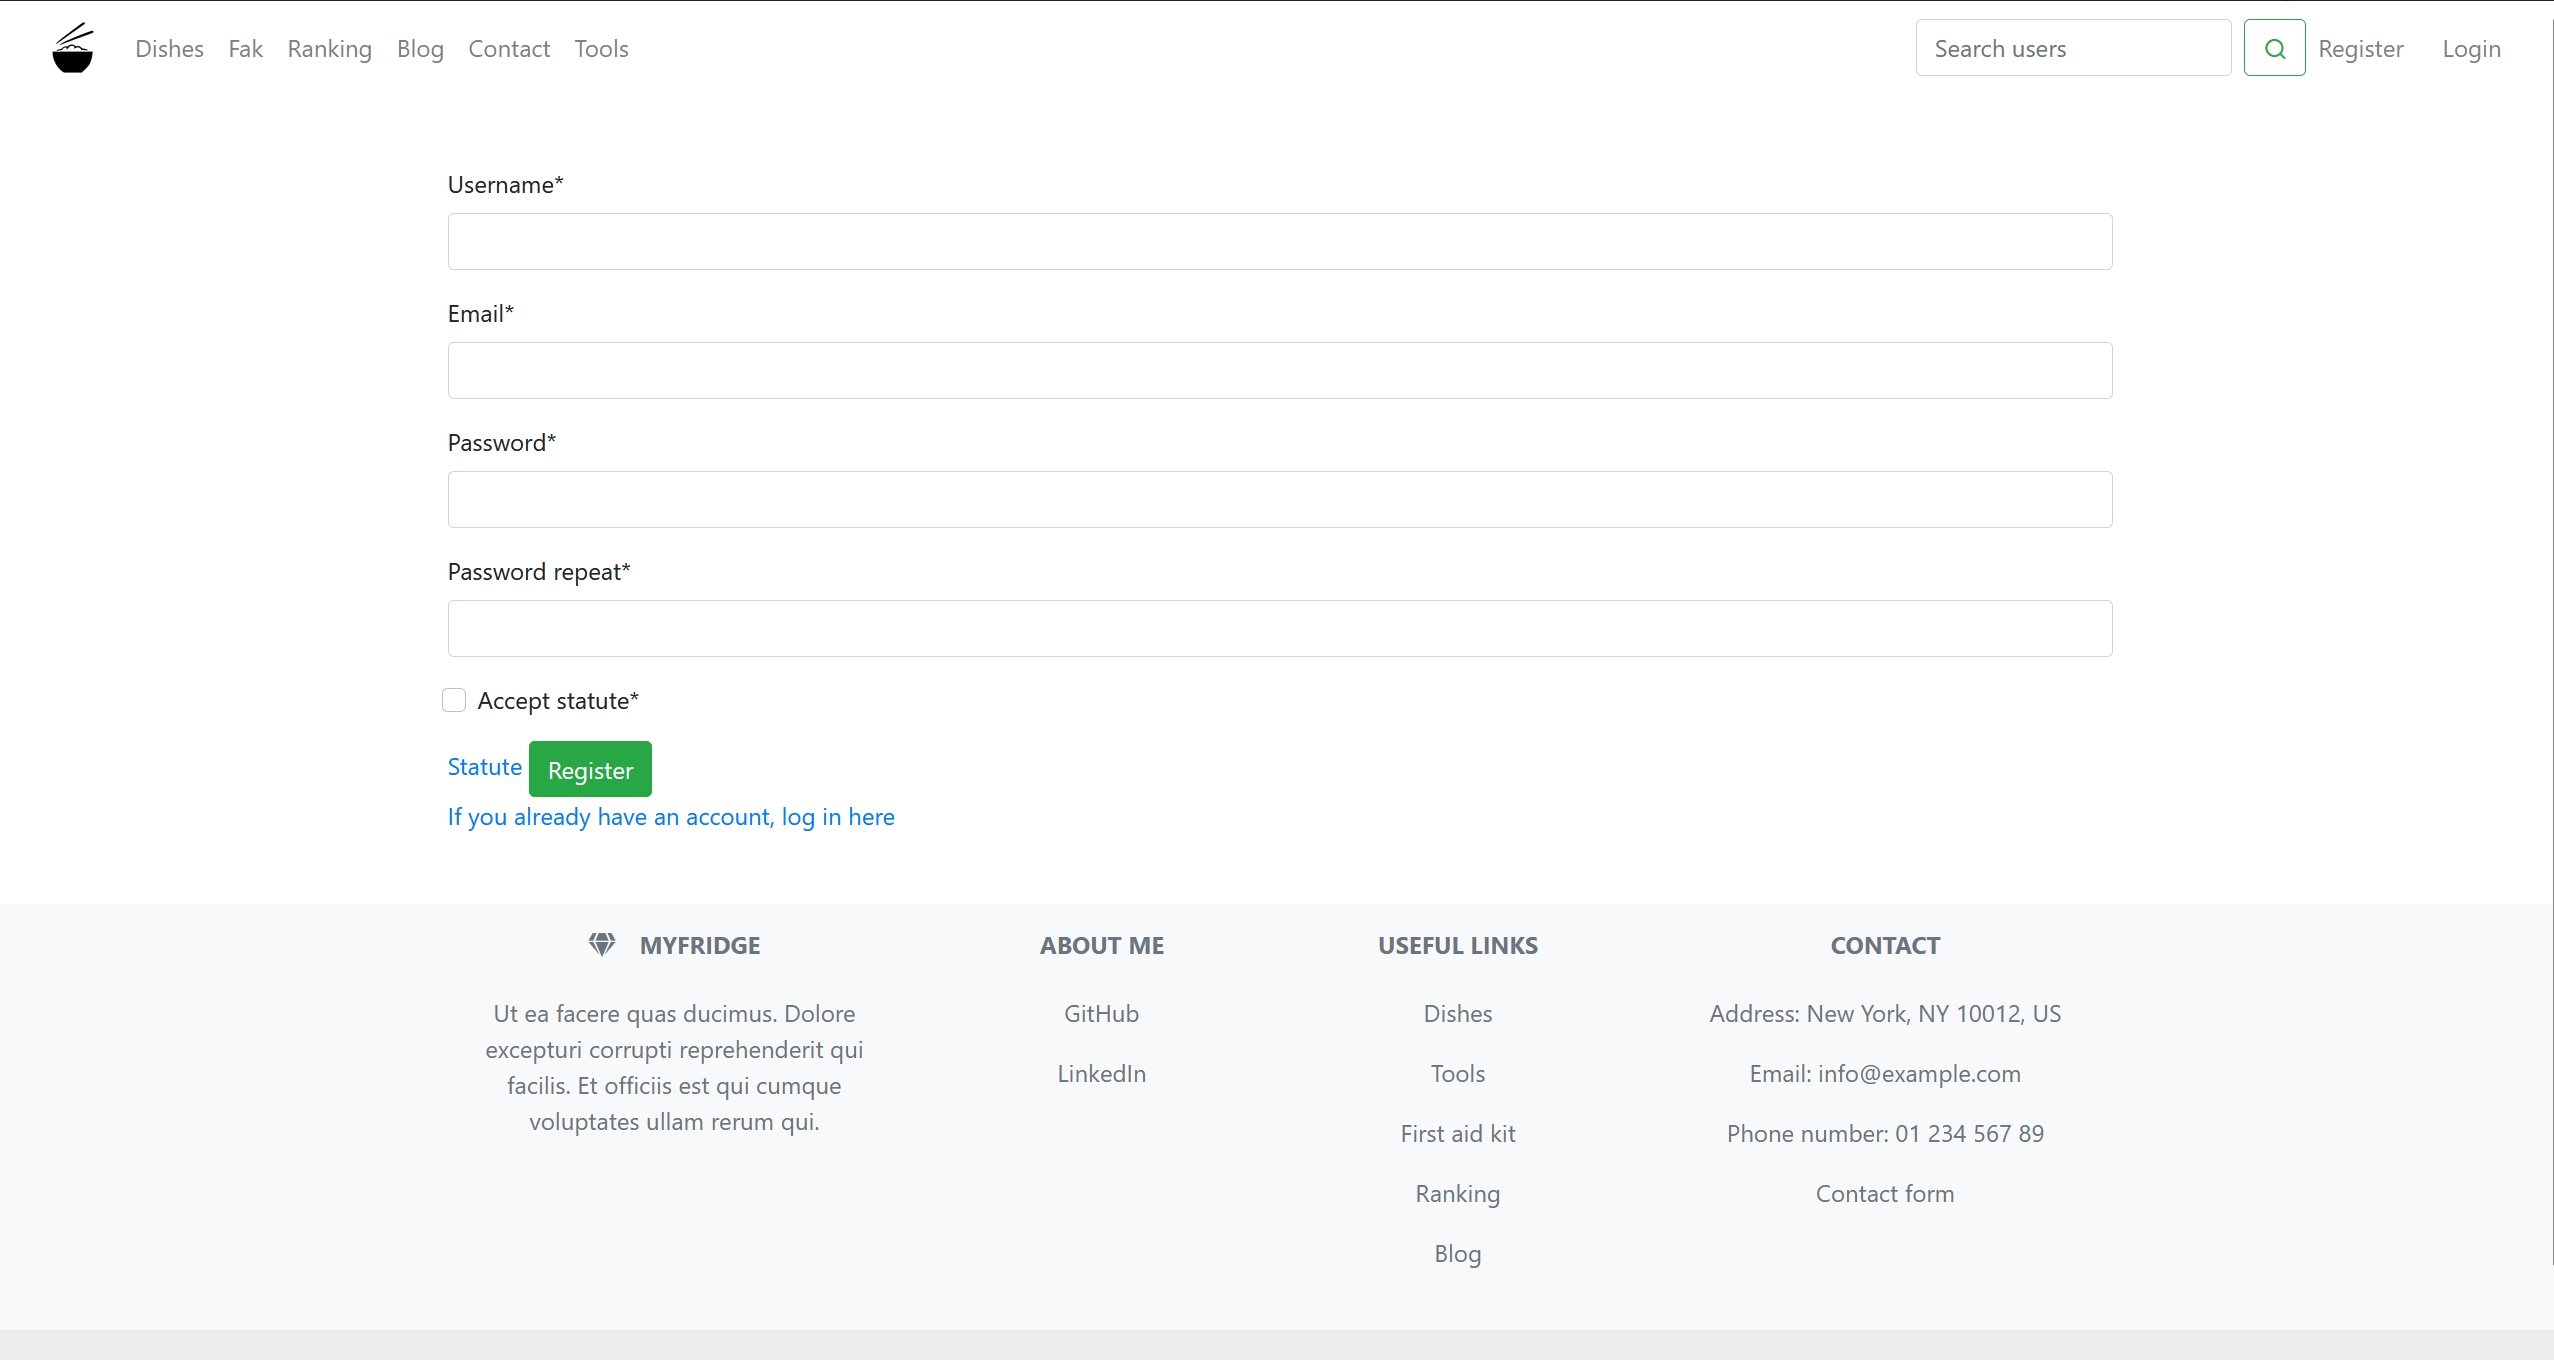 Dishes Fak Ranking Blog Contact Tools Search users Register Login
Username*
Email*
Password*
Password repeat*
Accept statute*
Statute Register
If you already have an account, log in here
MYFRIDGE
Ut ea facere quas ducimus. Dolore
excepturi corrupti reprehenderit qui
facilis. Et officiis est qui cumque
voluptates ullam rerum qui.
ABOUT ME
GitHub
LinkedIn
USEFUL LINKS
Dishes
Tools
First aid kit
Ranking
Blog
CONTACT
Address: New York, NY 10012, US
Email: info@example.com
Phone number: 01 234 567 89
Contact form